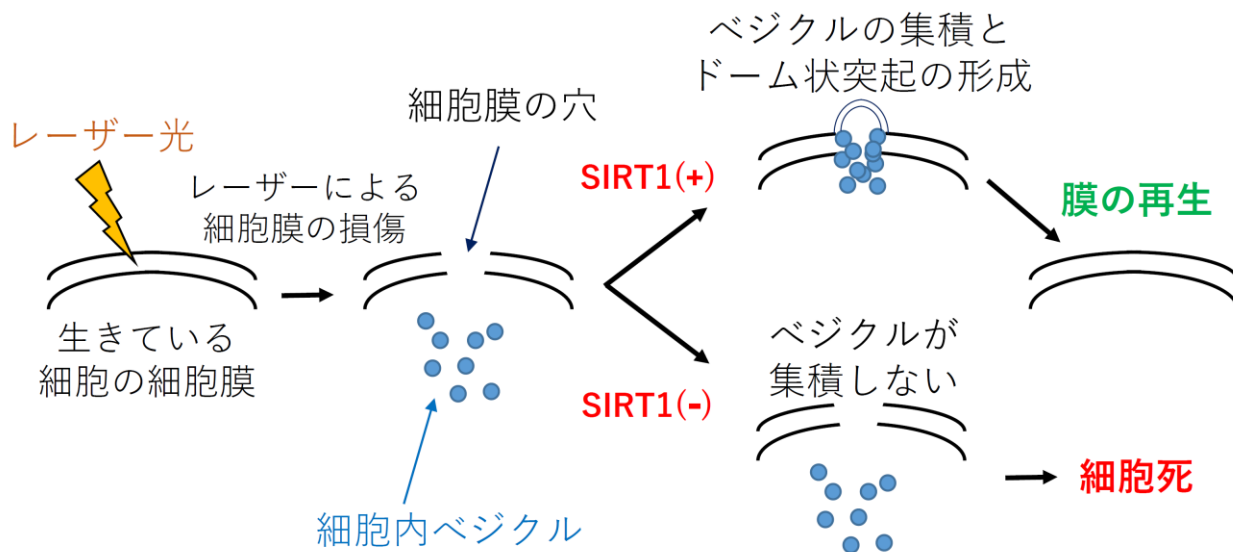 レーザー光
生きている
細胞の細胞膜
レーザーによる
細胞膜の損傷
細胞膜の穴
細胞内ベジクル
SIRT1(+)
ベジクルの集積と
ドーム状突起の形成
膜の再生
SIRT1(-)
ベジクルが
集積しない
細胞死